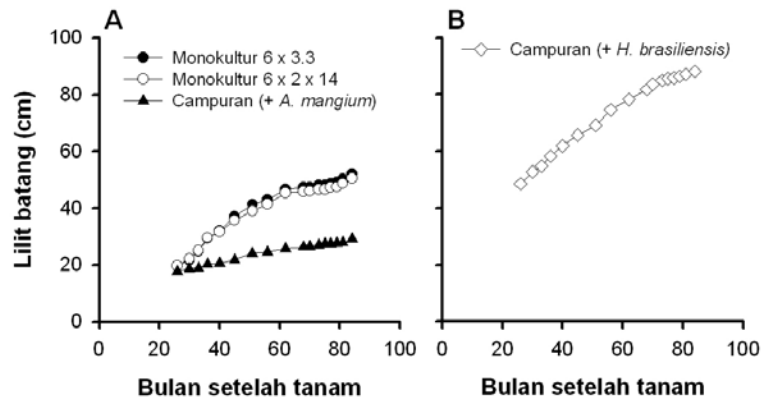 A
B
Monokultur 6 x 3.3
Monokultur 6 x 2 x 14
Campuran (+ A. mangium)
Campuran (+ H. brasiliensis)
Lilit batang (cm)
100
80
60
40
20
0
0 20 40 60 80 100
0 20 40 60 80 100
Bulan setelah tanam
Bulan setelah tanam